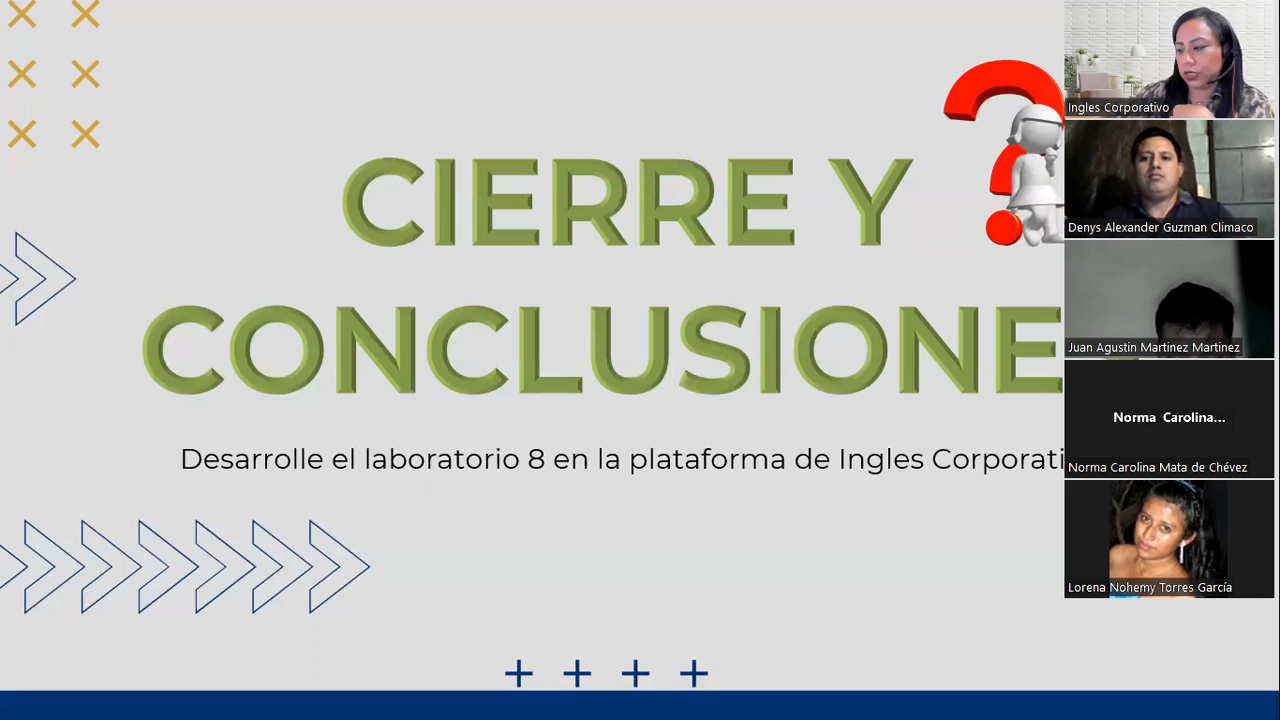 CIERRE Y
CONCLUSIONE
Desarrolle el laboratorio 8 en la plataforma de Ingles Corporati
Ingles Corporativo
Denys Alexander Guzman Climaco
Juan Agustin Martinez Martinez
Norma Carolina...
Norma Carolina Mata de Chévez
Lorena Nohemy Torres García